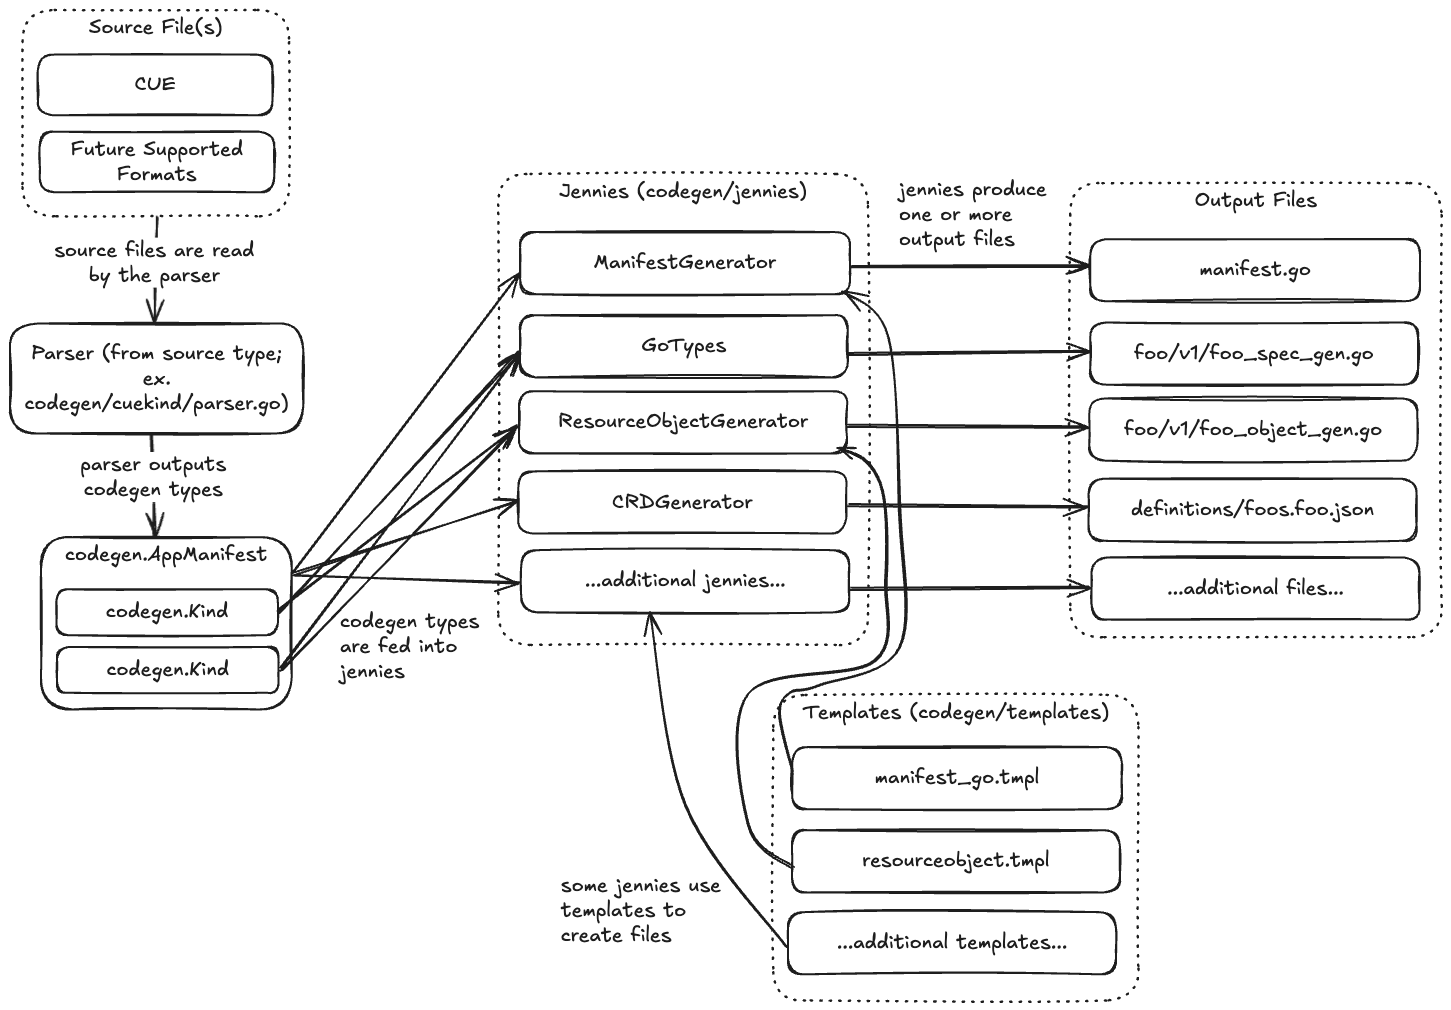 Source File(s)
CUE
Future Supported
Formats
source files are read
by the parser
Parser (from source type;
ex.
codegen/cuekind/parser.go)
parser outputs
codegen types
codegen.AppManifest
codegen.Kind
codegen.Kind
codegen types
are fed into
jennies
Jennies (codegen/jennies)
ManifestGenerator
GoTypes
ResourceObjectGenerator
CRDGenerator
...additional jennies...
jennies produce
one or more
output files
Output Files
manifest.go
foo/v1/foo_spec_gen.go
foo/v1/foo_object_gen.go
definitions/foos.foo.json
...additional files...
some jennies use
templates to
create files
Templates (codegen/templates)
manifest_go.tmpl
resourceobject.tmpl
...additional templates...